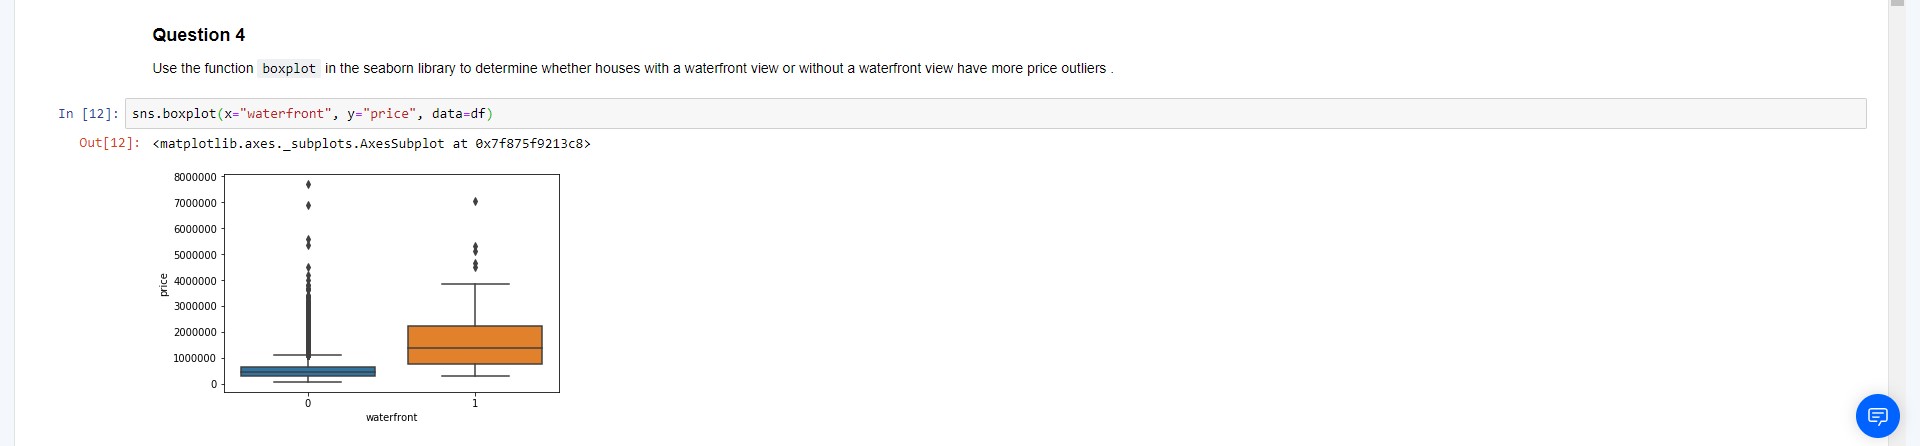 Question 4
Use the function boxplot in the seaborn library to determine whether houses with a waterfront view or without a waterfront view have more price outliers .
In [12]: sns.boxplot(x="waterfront", y="price", data=df)
Out[12]: <matplotlib.axes._subplots.AxesSubplot at 0x7f875f9213c8>
8000000
7000000
6000000
5000000
4000000
3000000
2000000
1000000
0
price
0 1
waterfront